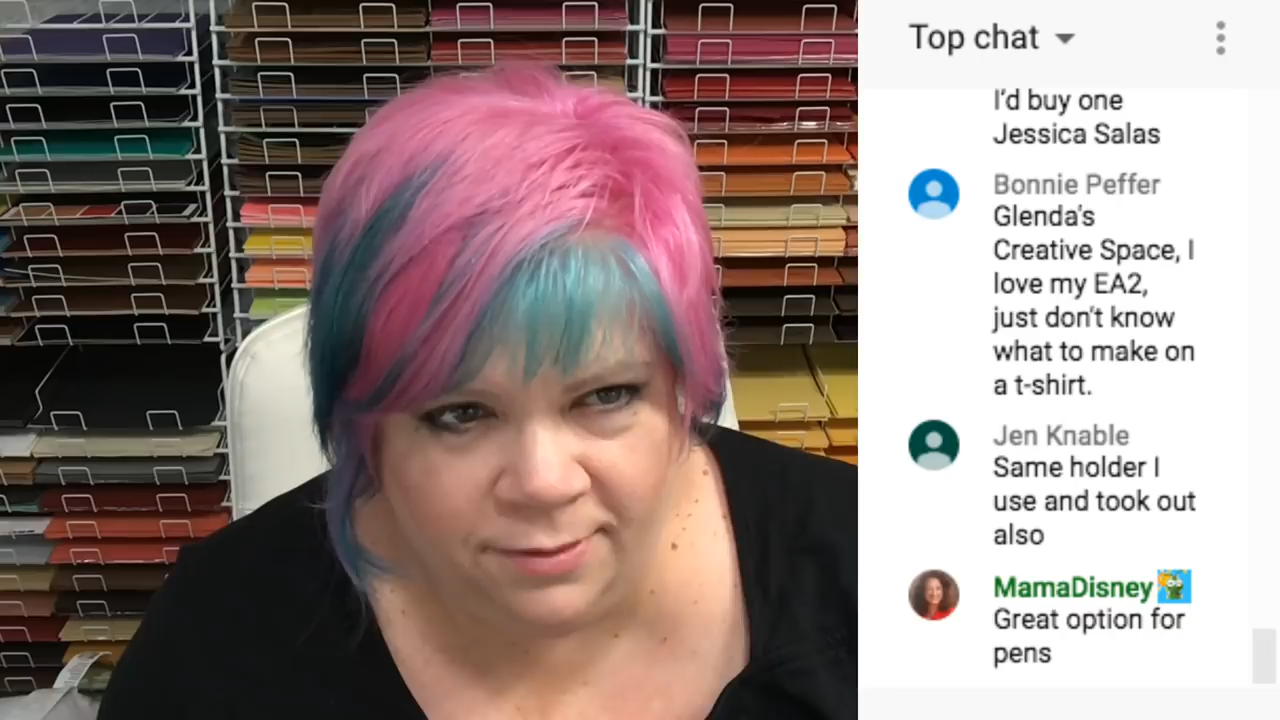 Top chat
I'd buy one
Jessica Salas
Bonnie Peffer
Glenda's
Creative Space, I
love my EA2,
just don't know
what to make on
a t-shirt.
Jen Knable
Same holder I
use and took out
also
MamaDisney
Great option for
pens